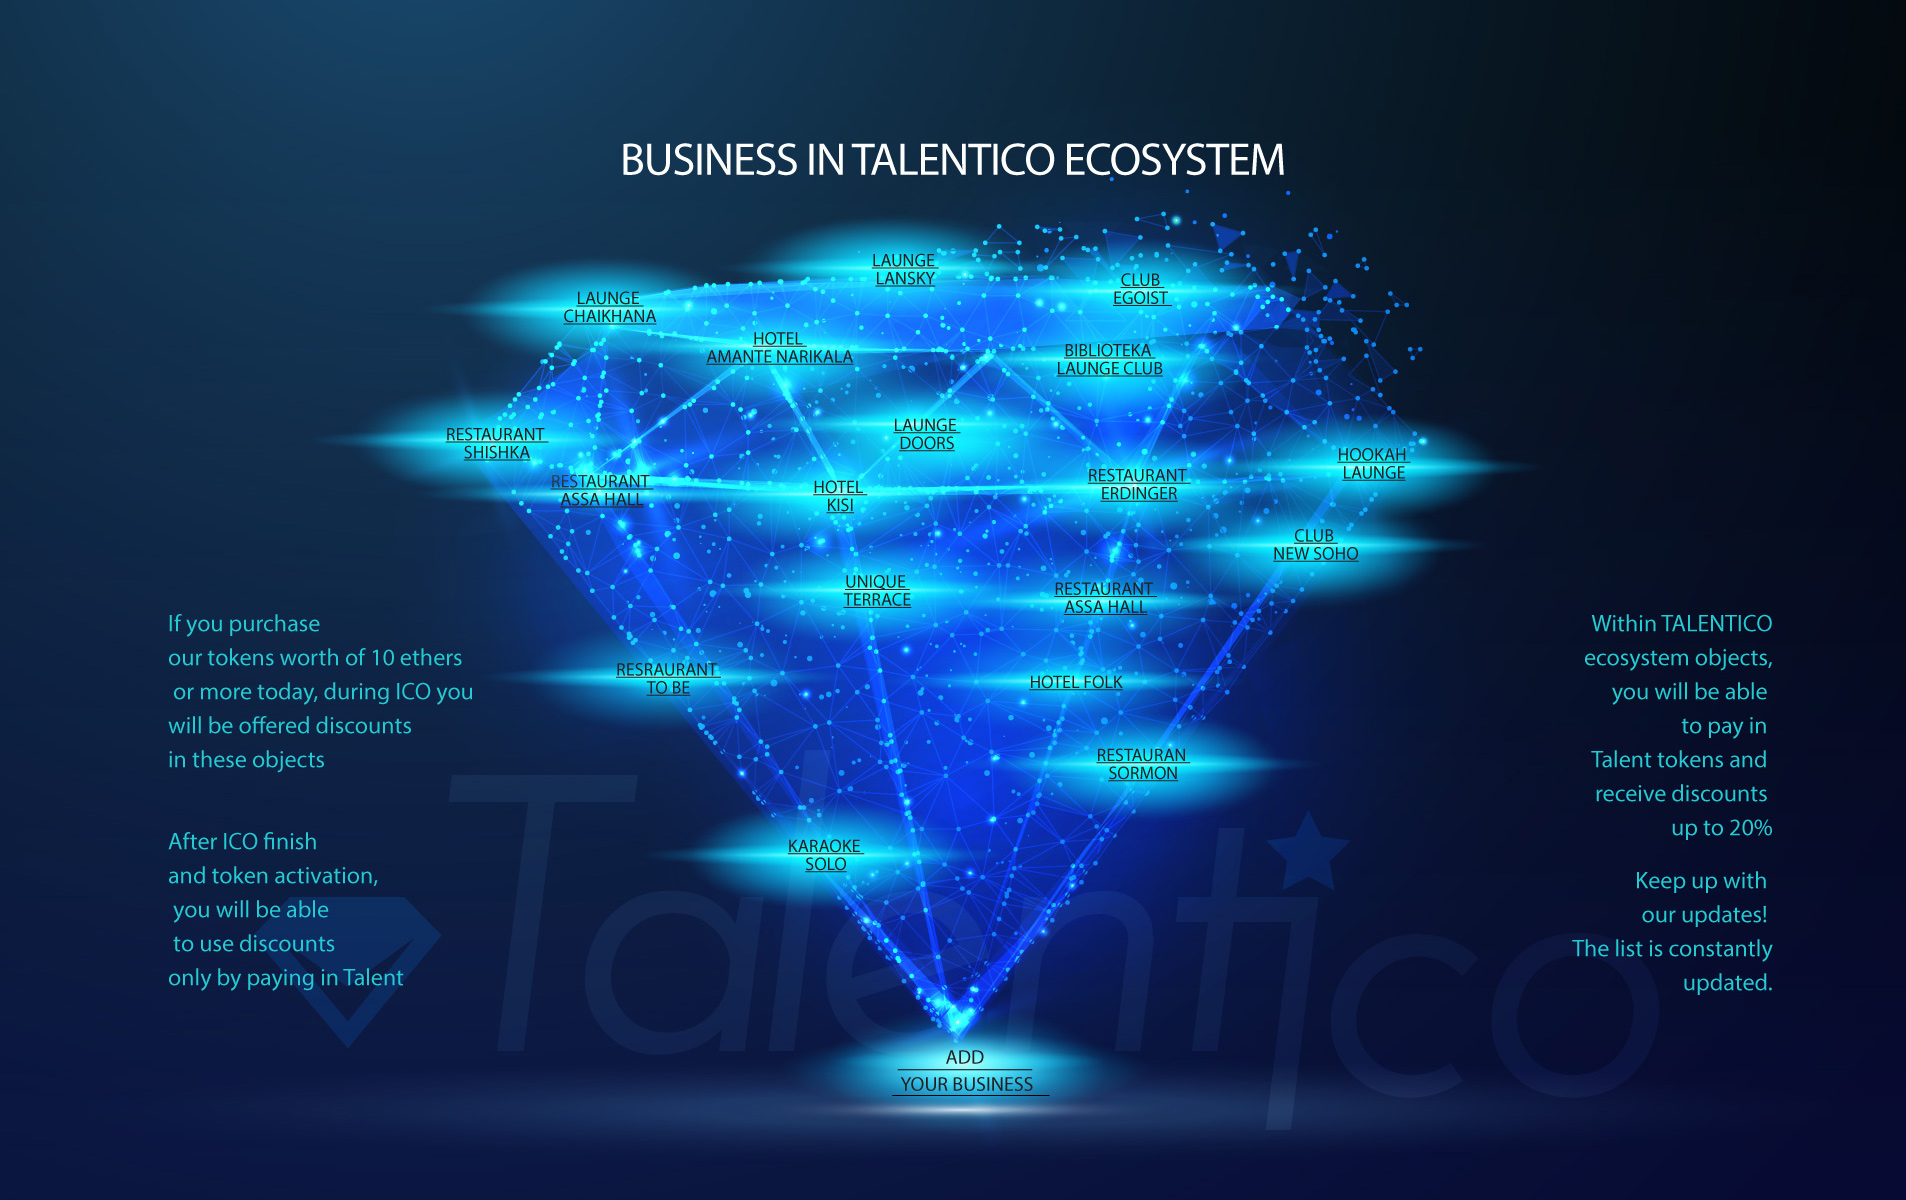 BUSINESS IN TALENTICO ECOSYSTEM
LAUNGE
LANSKY
CLUB
EGOIST
LAUNGE
CHAIKHANA
HOTEL
AMANTE NARIKALA
BIBLIOTEKA
LAUNGE CLUB
LAUNGE
DOORS
RESTAURANT
SHISHKA
HOOKAH
LAUNGE
RESTAURANT
ASSA HALL
HOTEL
KISI
RESTAURANT
ERDINGER
CLUB
NEW SOHO
UNIQUE
TERRACE
RESTAURANT
ASSA HALL
RESRAURANT
TO BE
HOTEL FOLK
RESTAURAN
SORMON
KARAOKE
SOLO
ADD
YOUR BUSINESS
If you purchase
our tokens worth of 10 ethers
or more today, during ICO you
will be offered discounts
in these objects
After ICO finish
and token activation,
you will be able
to use discounts
only by paying in Talent
Within TALENTICO
ecosystem objects,
you will be able
to pay in
Talent tokens and
receive discounts
up to 20%
Keep up with
our updates!
The list is constantly
updated.
Talentico